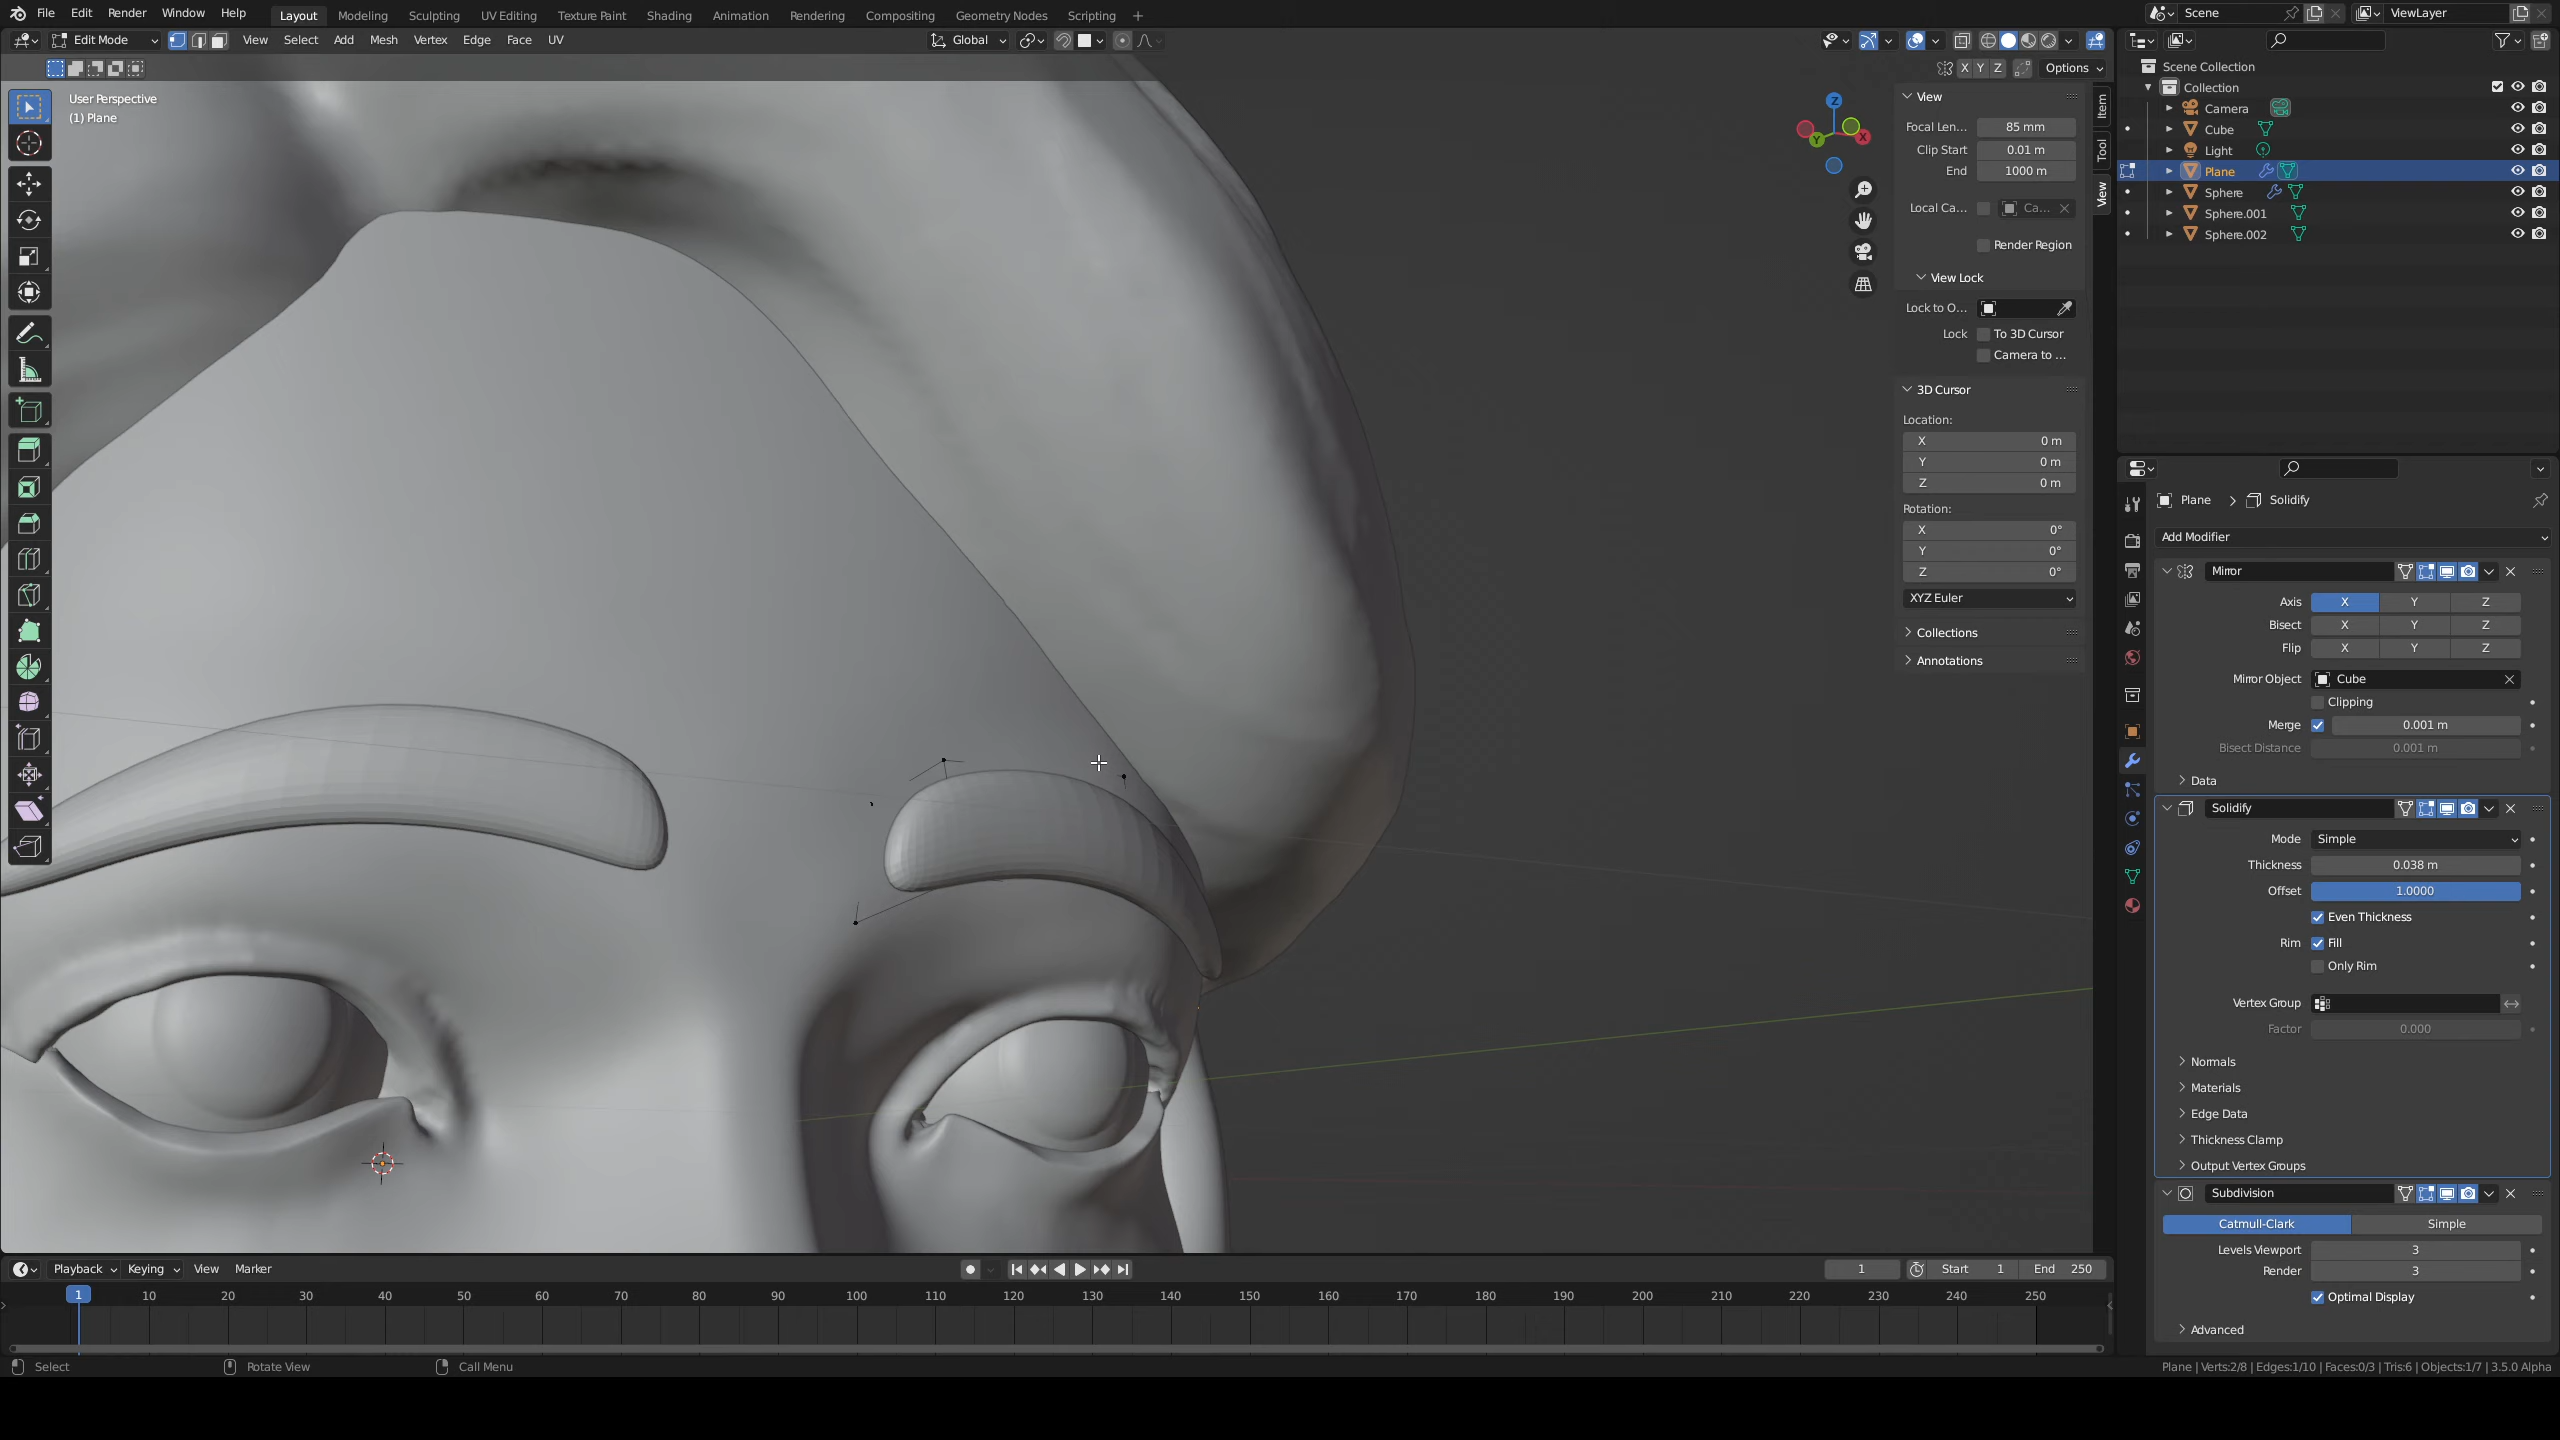 File Edit Render Window Help Layout Modeling Sculpting UV Editing Texture Paint Shading Animation Rendering Compositing Geometry Nodes Scripting + Scene ViewLayer
Edit Mode View Select Add Mesh Vertex Edge Face UV Global
X Y Z Options
User Perspective
(1) Plane
Z
Y
X
View
Focal Len... 85 mm
Clip Start 0.01 m
End 1000 m
Local Ca... Ca...
Render Region
View Lock
Lock to O...
Lock To 3D Cursor
Camera to ...
3D Cursor
Location:
X 0 m
Y 0 m
Z 0 m
Rotation:
X 0°
Y 0°
Z 0°
XYZ Euler
Collections
Annotations
Item
Tool
View
Scene Collection
Collection
Camera
Cube
Light
Plane
Sphere
Sphere.001
Sphere.002
Plane > Solidify
Add Modifier
Mirror
Axis X Y Z
Bisect X Y Z
Flip X Y Z
Mirror Object Cube
Clipping
Merge 0.001 m
Bisect Distance 0.001 m
Data
Solidify
Mode Simple
Thickness 0.038 m
Offset 1.0000
Even Thickness
Rim Fill
Only Rim
Vertex Group
Factor 0.000
Normals
Materials
Edge Data
Thickness Clamp
Output Vertex Groups
Subdivision
Catmull-Clark Simple
Levels Viewport 3
Render 3
Optimal Display
Advanced
Playback Keying View Marker 1 Start 1 End 250
1 10 20 30 40 50 60 70 80 90 100 110 120 130 140 150 160 170 180 190 200 210 220 230 240 250
Select Rotate View Call Menu Plane | Verts:2/8 | Edges:1/10 | Faces:0/3 | Tris:6 | Objects:1/7 | 3.5.0 Alpha